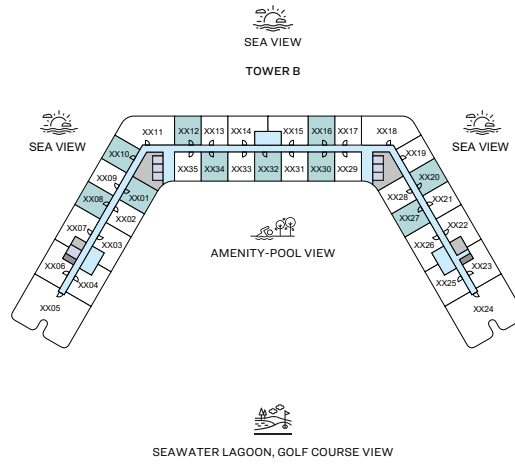 SEA VIEW
TOWER B
SEA VIEW
SEA VIEW
XX11 XX12 XX13 XX14 XX15 XX16 XX17 XX18
XX10 XX35 XX34 XX33 XX32 XX31 XX30 XX29 XX19
XX09 XX20
XX08 XX01 XX28 XX21
XX02 XX27
XX07 XX03 XX26 XX22
XX06 XX04 XX25 XX23
XX05 XX24
AMENITY-POOL VIEW
SEAWATER LAGOON, GOLF COURSE VIEW